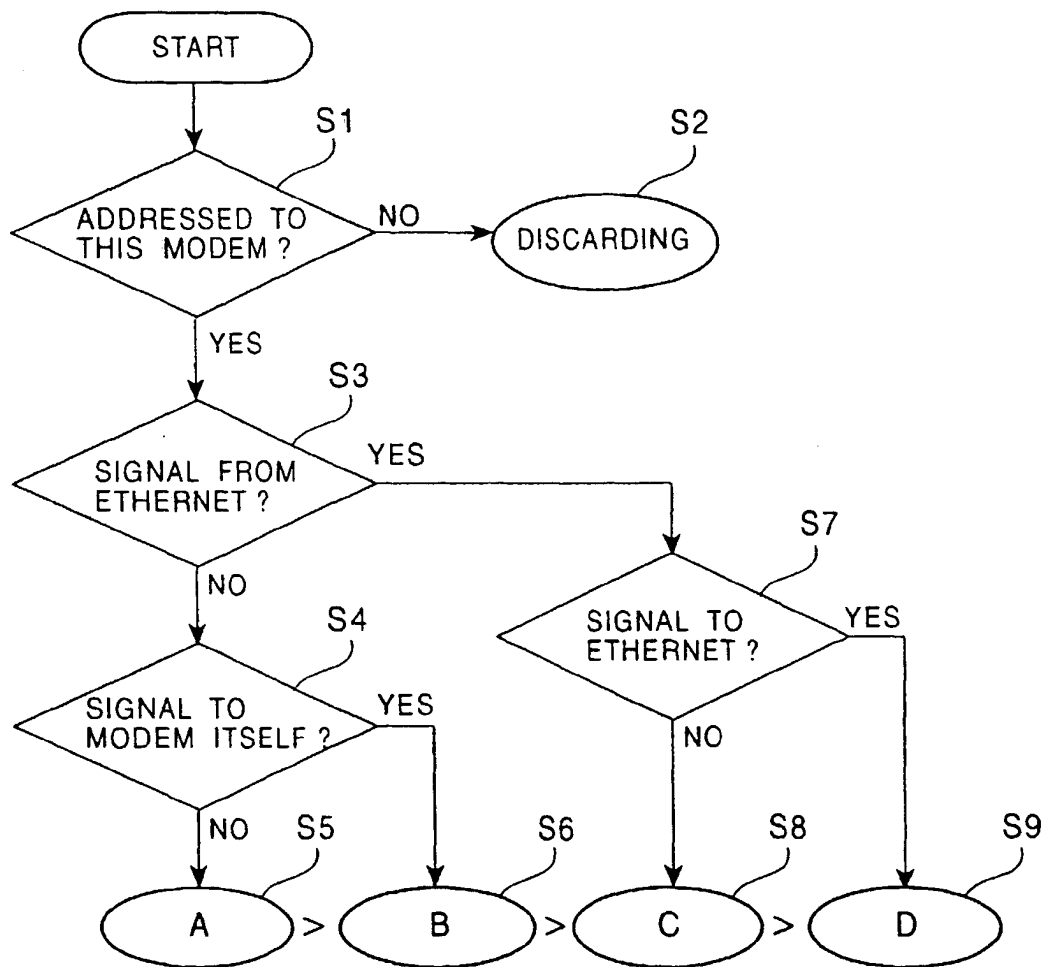 START
S1
S2
ADDRESSED TO
THIS MODEM ?
NO
DISCARDING
YES
S3
SIGNAL FROM
ETHERNET ?
YES
S7
NO
SIGNAL TO
ETHERNET ?
YES
S4
SIGNAL TO
MODEM ITSELF ?
YES
NO
NO
S5
S6
S8
S9
A > B > C > D